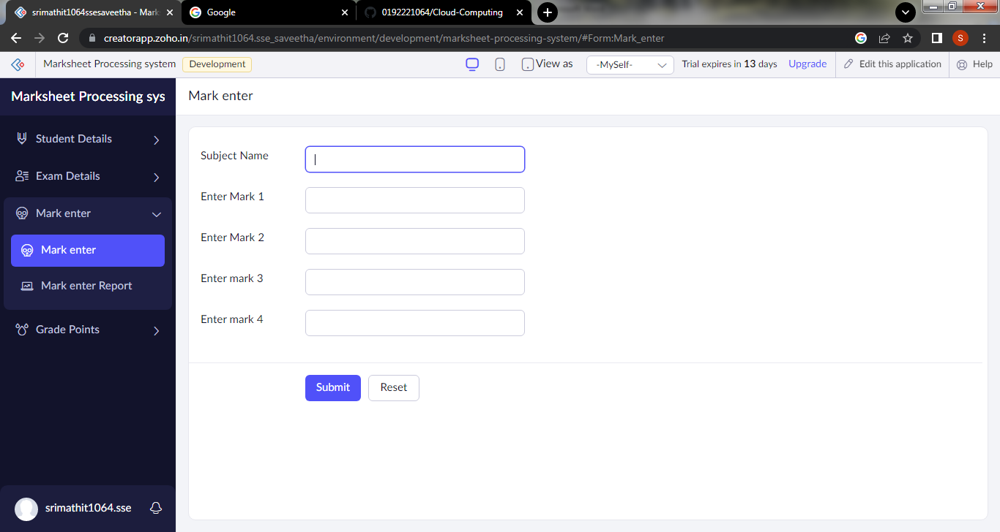 srimathit1064ssesaveetha - Mark
Google
0192221064/Cloud-Computing
creatorapp.zoho.in/srimathit1064.sse_saveetha/environment/development/marksheet-processing-system/#Form:Mark_enter
S
Marksheet Processing system
Development
View as
-MySelf-
Trial expires in 13 days
Upgrade
Edit this application
Help
Marksheet Processing sys
Mark enter
Student Details
Exam Details
Mark enter
Mark enter
Mark enter Report
Grade Points
srimathit1064.sse
Subject Name
Enter Mark 1
Enter Mark 2
Enter mark 3
Enter mark 4
Submit
Reset